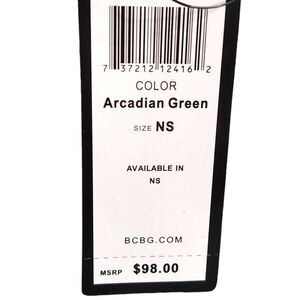 7 37212 12416 2
COLOR
Arcadian Green
SIZE NS
AVAILABLE IN
NS
BCBG.COM
MSRP $98.00